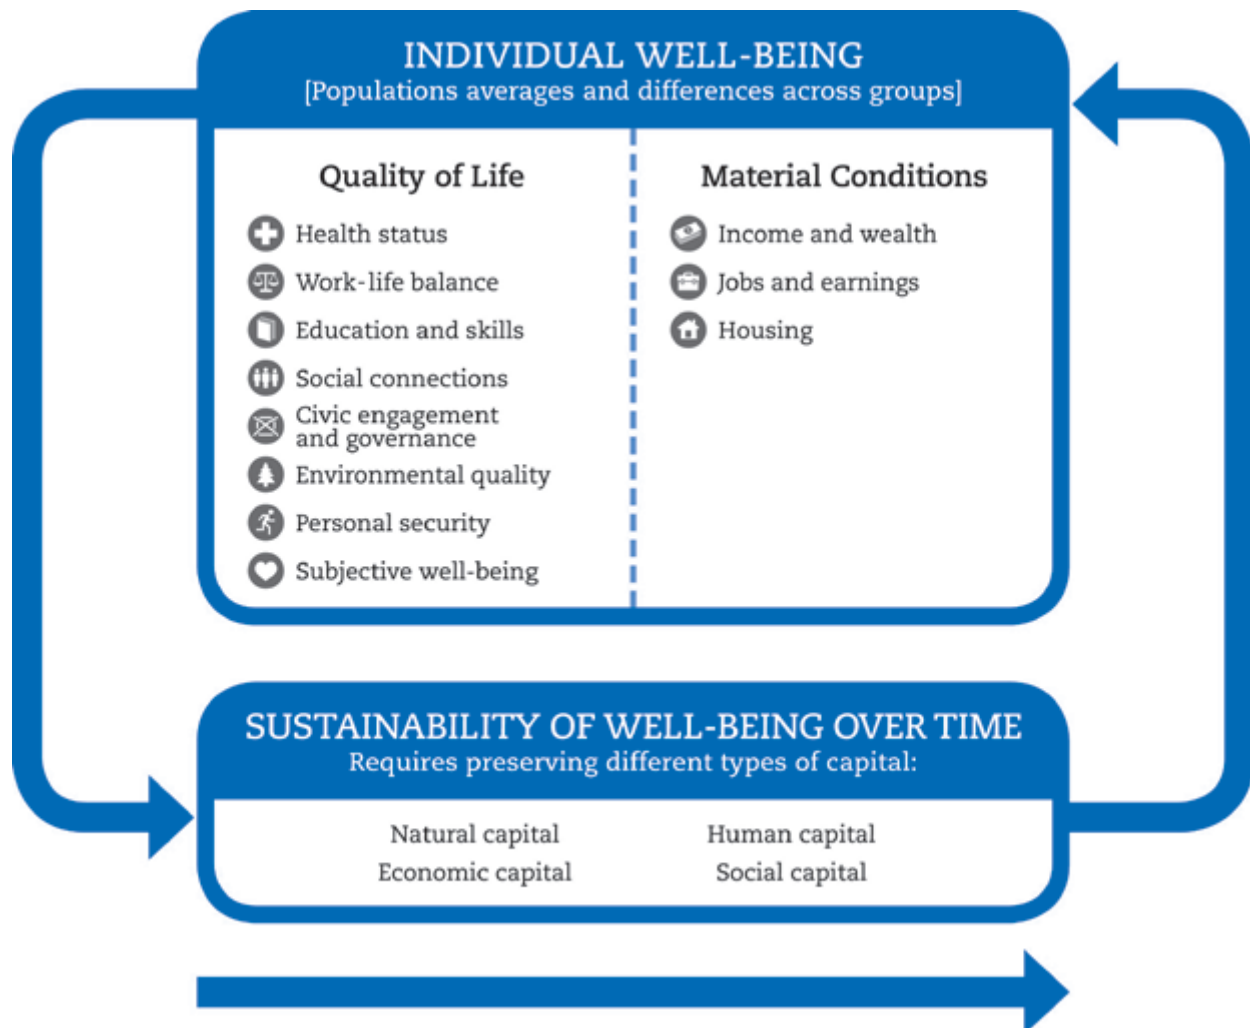 INDIVIDUAL WELL-BEING
[Populations averages and differences across groups]
Quality of Life
Health status
Work-life balance
Education and skills
Social connections
Civic engagement
and governance
Environmental quality
Personal security
Subjective well-being
Material Conditions
Income and wealth
Jobs and earnings
Housing
SUSTAINABILITY OF WELL-BEING OVER TIME
Requires preserving different types of capital:
Natural capital
Human capital
Economic capital
Social capital